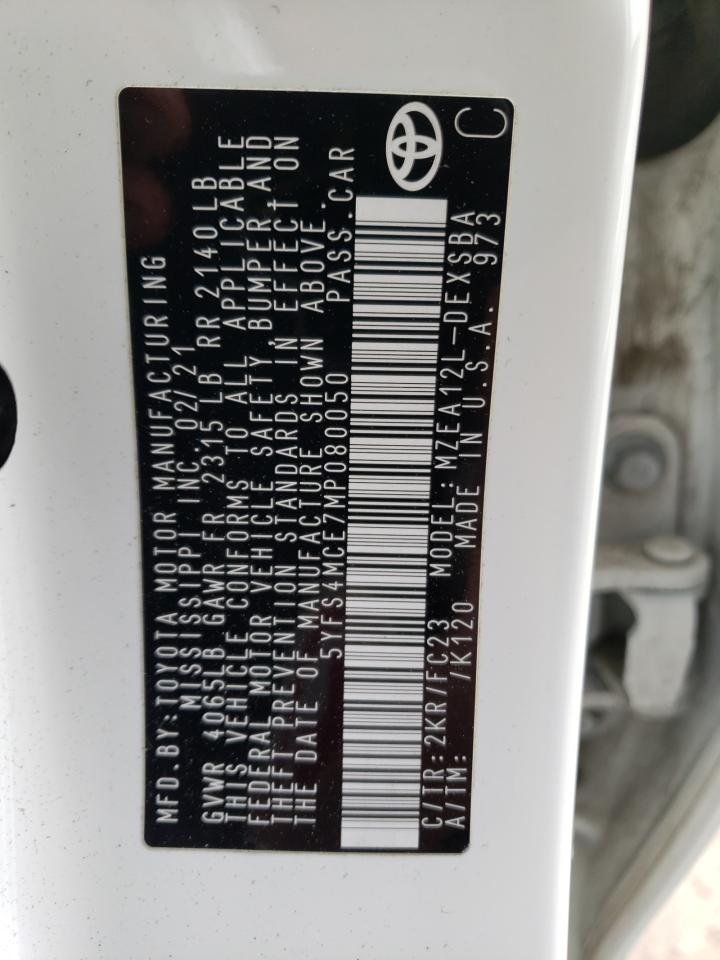 MFD.BY:TOYOTA MOTOR MANUFACTURING
MISSISSIPPI INC.02/21
GVWR 4065LB GAWR FR 2315 LB RR 2140LB
THIS VEHICLE CONFORMS TO ALL APPLICABLE
FEDERAL MOTOR VEHICLE SAFETY, BUMPER AND
THEFT PREVENTION STANDARDS IN EFFECT ON
THE DATE OF MANUFACTURE SHOWN ABOVE.
5YFS4MCE7MP080050 PASS.CAR
C/TR:2KR/FC23 MODEL:MZEA12L-DEXSBA
A/TM: /K120 MADE IN U.S.A. 973
C